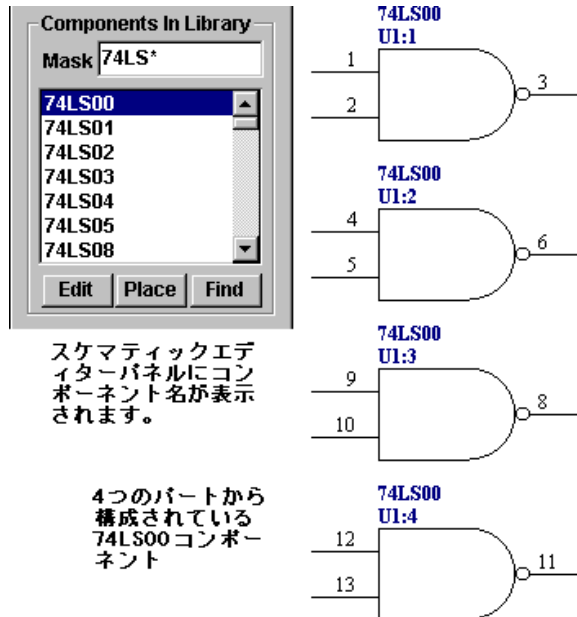 Components In Library
Mask 74LS*
74LS00
74LS01
74LS02
74LS03
74LS04
74LS05
74LS08
Edit Place Find
スケマティックエデ
ィターパネルにコン
ポーネント名が表示
されます。
4つのパートから
構成されている
74LS00コンポー
ネント
74LS00
U1:1
1
2
3
74LS00
U1:2
4
5
6
74LS00
U1:3
9
10
8
74LS00
U1:4
12
13
11